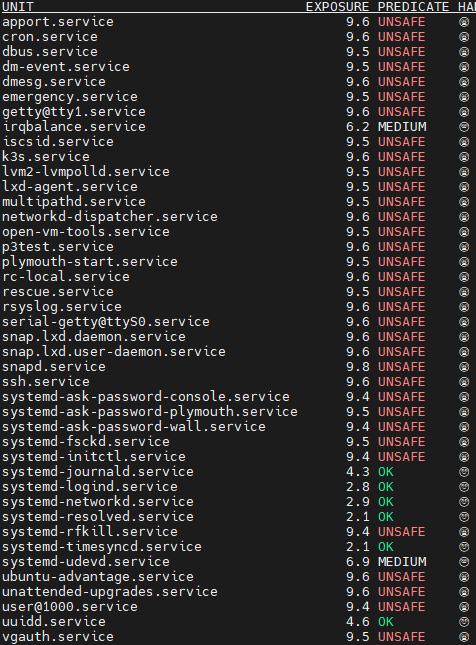 UNIT EXPOSURE PREDICATE HA
apport.service 9.6 UNSAFE 😨
cron.service 9.6 UNSAFE 😨
dbus.service 9.5 UNSAFE 😨
dm-event.service 9.5 UNSAFE 😨
dmesg.service 9.6 UNSAFE 😨
emergency.service 9.5 UNSAFE 😨
getty@tty1.service 9.6 UNSAFE 😨
irqbalance.service 6.2 MEDIUM 😐
iscsid.service 9.5 UNSAFE 😨
k3s.service 9.6 UNSAFE 😨
lvm2-lvmpolld.service 9.5 UNSAFE 😨
lxd-agent.service 9.5 UNSAFE 😨
multipathd.service 9.5 UNSAFE 😨
networkd-dispatcher.service 9.6 UNSAFE 😨
open-vm-tools.service 9.5 UNSAFE 😨
p3test.service 9.6 UNSAFE 😨
plymouth-start.service 9.5 UNSAFE 😨
rc-local.service 9.6 UNSAFE 😨
rescue.service 9.5 UNSAFE 😨
rsyslog.service 9.6 UNSAFE 😨
serial-getty@ttyS0.service 9.6 UNSAFE 😨
snap.lxd.daemon.service 9.6 UNSAFE 😨
snap.lxd.user-daemon.service 9.6 UNSAFE 😨
snapd.service 9.8 UNSAFE 😨
ssh.service 9.6 UNSAFE 😨
systemd-ask-password-console.service 9.4 UNSAFE 😨
systemd-ask-password-plymouth.service 9.5 UNSAFE 😨
systemd-ask-password-wall.service 9.4 UNSAFE 😨
systemd-fsckd.service 9.5 UNSAFE 😨
systemd-initctl.service 9.4 UNSAFE 😨
systemd-journald.service 4.3 OK 🙂
systemd-logind.service 2.8 OK 🙂
systemd-networkd.service 2.9 OK 🙂
systemd-resolved.service 2.1 OK 🙂
systemd-rfkill.service 9.4 UNSAFE 😨
systemd-timesyncd.service 2.1 OK 🙂
systemd-udevd.service 6.9 MEDIUM 😐
ubuntu-advantage.service 9.6 UNSAFE 😨
unattended-upgrades.service 9.6 UNSAFE 😨
user@1000.service 9.4 UNSAFE 😨
uuidd.service 4.6 OK 🙂
vgauth.service 9.5 UNSAFE 😨